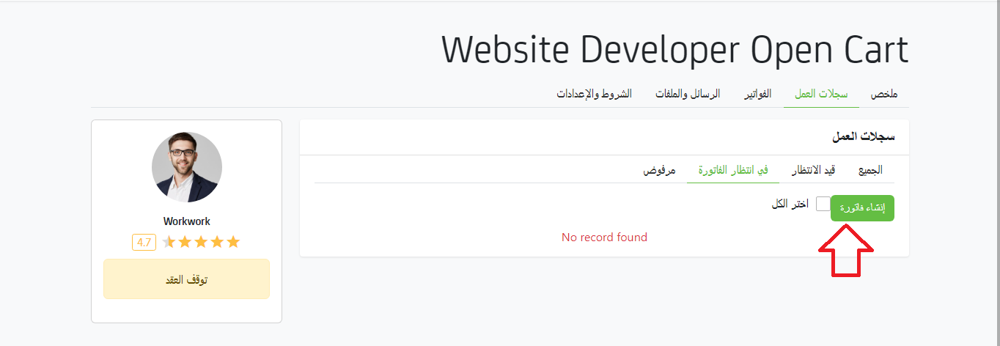 Website Developer Open Cart
ملخص سجلات العمل الفواتير الرسائل والملفات الشروط والإعدادات
سجلات العمل
الجميع قيد الانتظار في انتظار الفاتورة مرفوض
إنشاء فاتورة اختر الكل
No record found
Workwork
4.7
توقف العقد